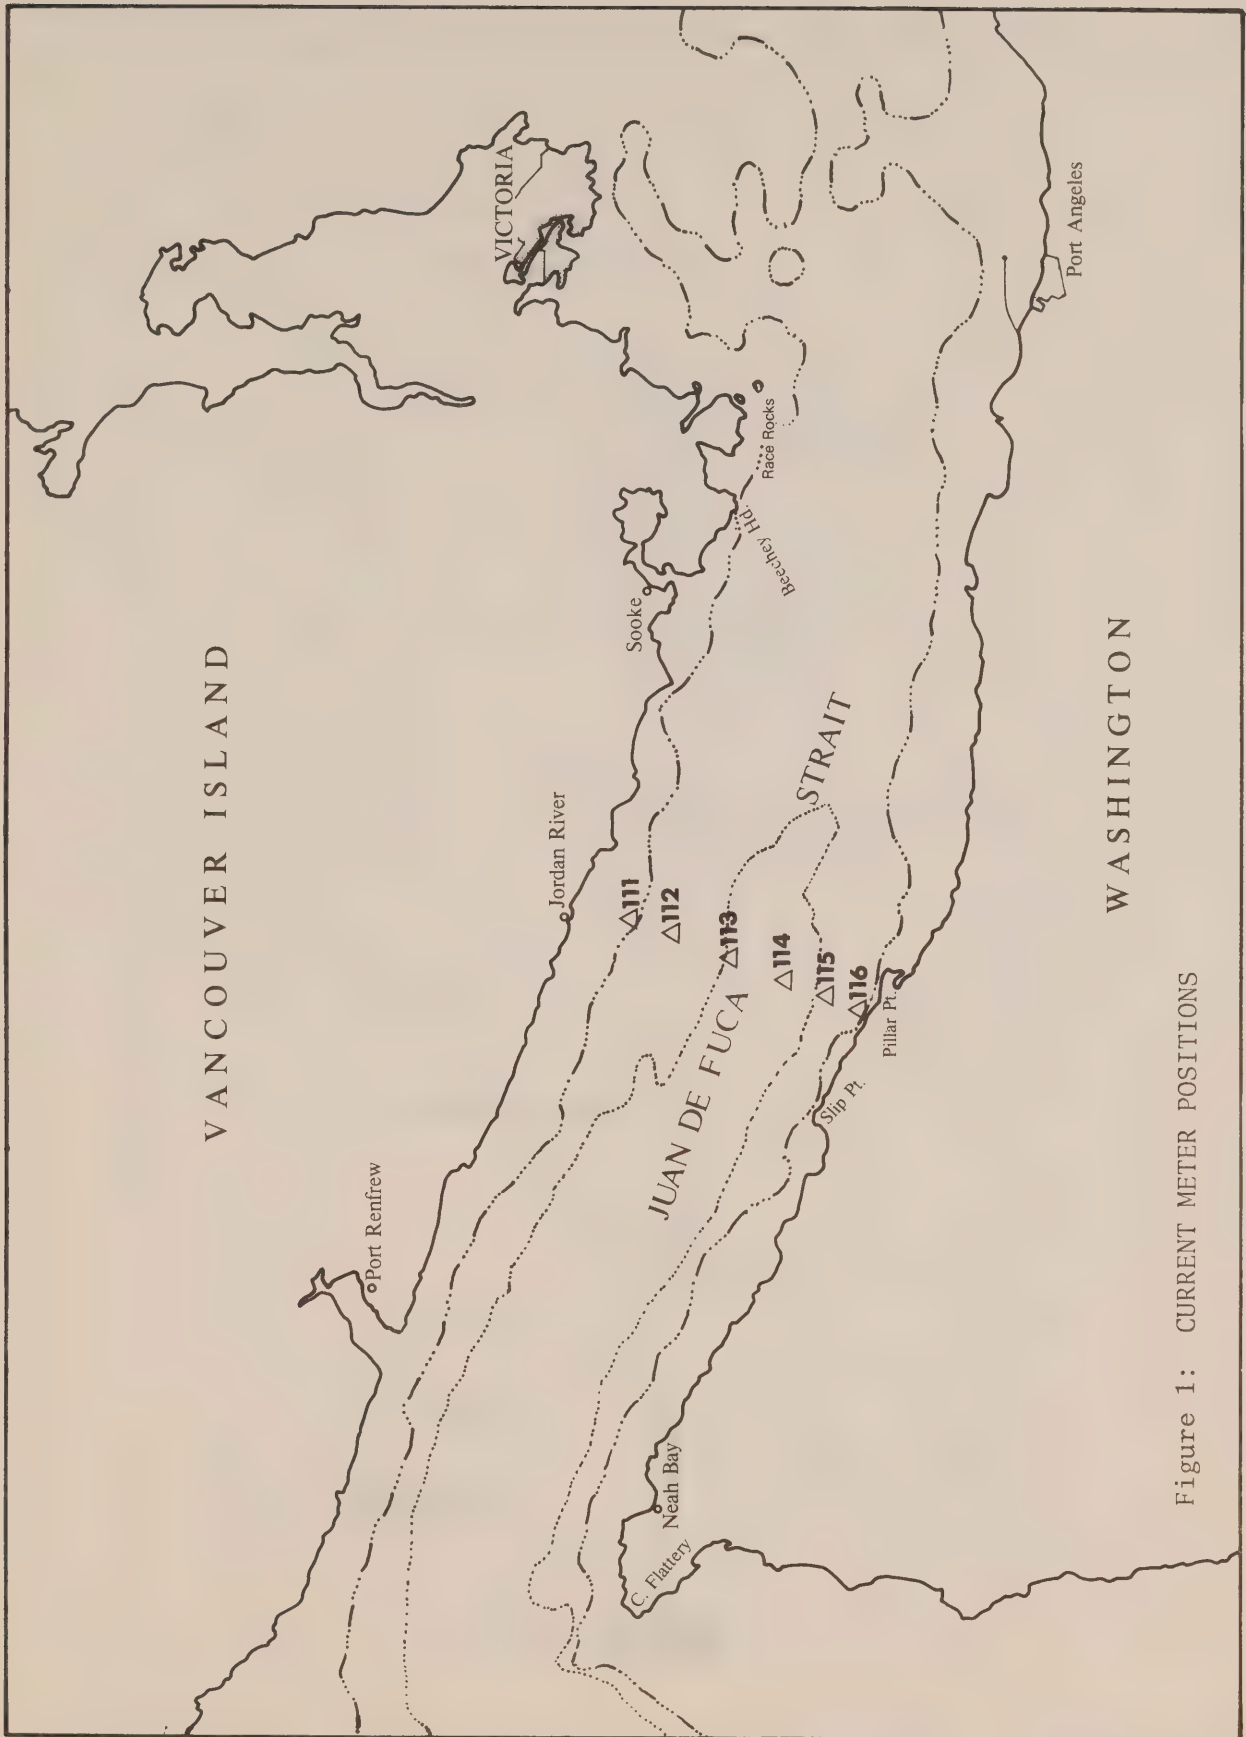 VANCOUVER ISLAND
VICTORIA
Port Renfrew
Jordan River
Sooke
Beechey Hd.
Race Rocks
△111
△112
△113
△114
△115
△116
JUAN DE FUCA STRAIT
Neah Bay
C. Flattery
Slip Pt.
Pillar Pt.
Port Angeles
WASHINGTON
Figure 1: CURRENT METER POSITIONS